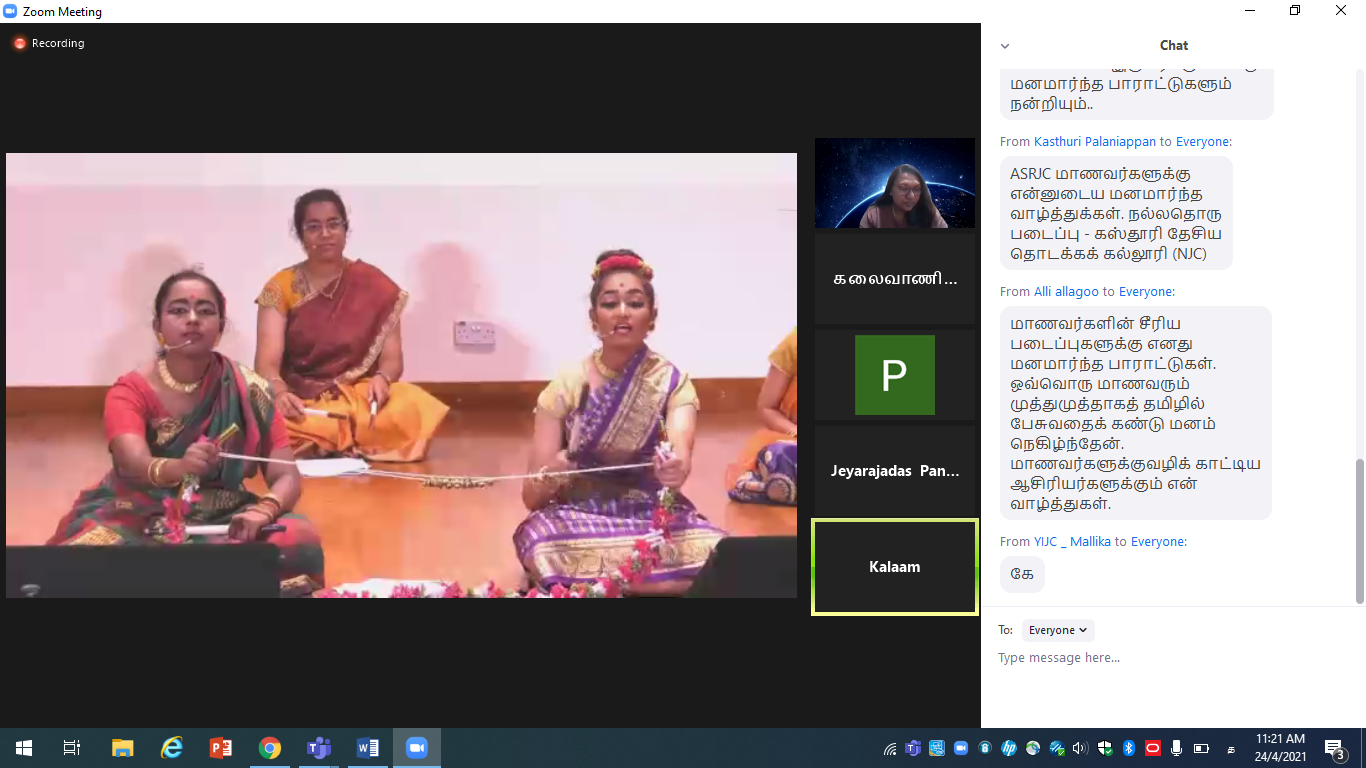 Zoom Meeting
Recording
கலைவாணி...
P
Jeyarajadas Pan...
Kalaam
Chat
மனமார்ந்த பாராட்டுகளும்
நன்றியும்..
From Kasthuri Palaniappan to Everyone:
ASRJC மாணவர்களுக்கு
என்னுடைய மனமார்ந்த
வாழ்த்துக்கள். நல்லதொரு
படைப்பு - கஸ்தூரி தேசிய
தொடக்கக் கல்லூரி (NJC)
From Alli allagoo to Everyone:
மாணவர்களின் சீரிய
படைப்புகளுக்கு எனது
மனமார்ந்த பாராட்டுகள்.
ஒவ்வொரு மாணவரும்
முத்துமுத்தாகத் தமிழில்
பேசுவதைக் கண்டு மனம்
நெகிழ்ந்தேன்.
மாணவர்களுக்குவழிக் காட்டிய
ஆசிரியர்களுக்கும் என்
வாழ்த்துகள்.
From YIJC _ Mallika to Everyone:
கே
To: Everyone
Type message here...
11:21 AM
24/4/2021
3